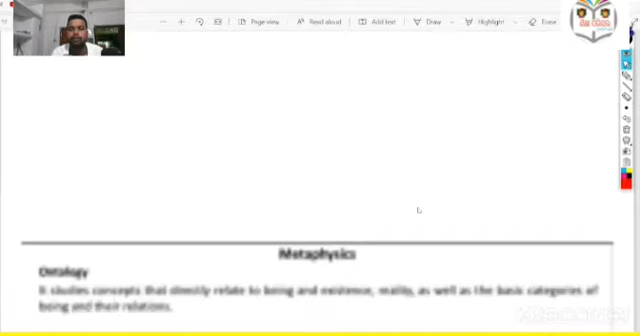 Page view Read aloud Add text Draw Highlight Erase
Metaphysics
Ontology
It studies concepts that directly relate to being and existence, reality, as well as the basic categories of
being and their relations.